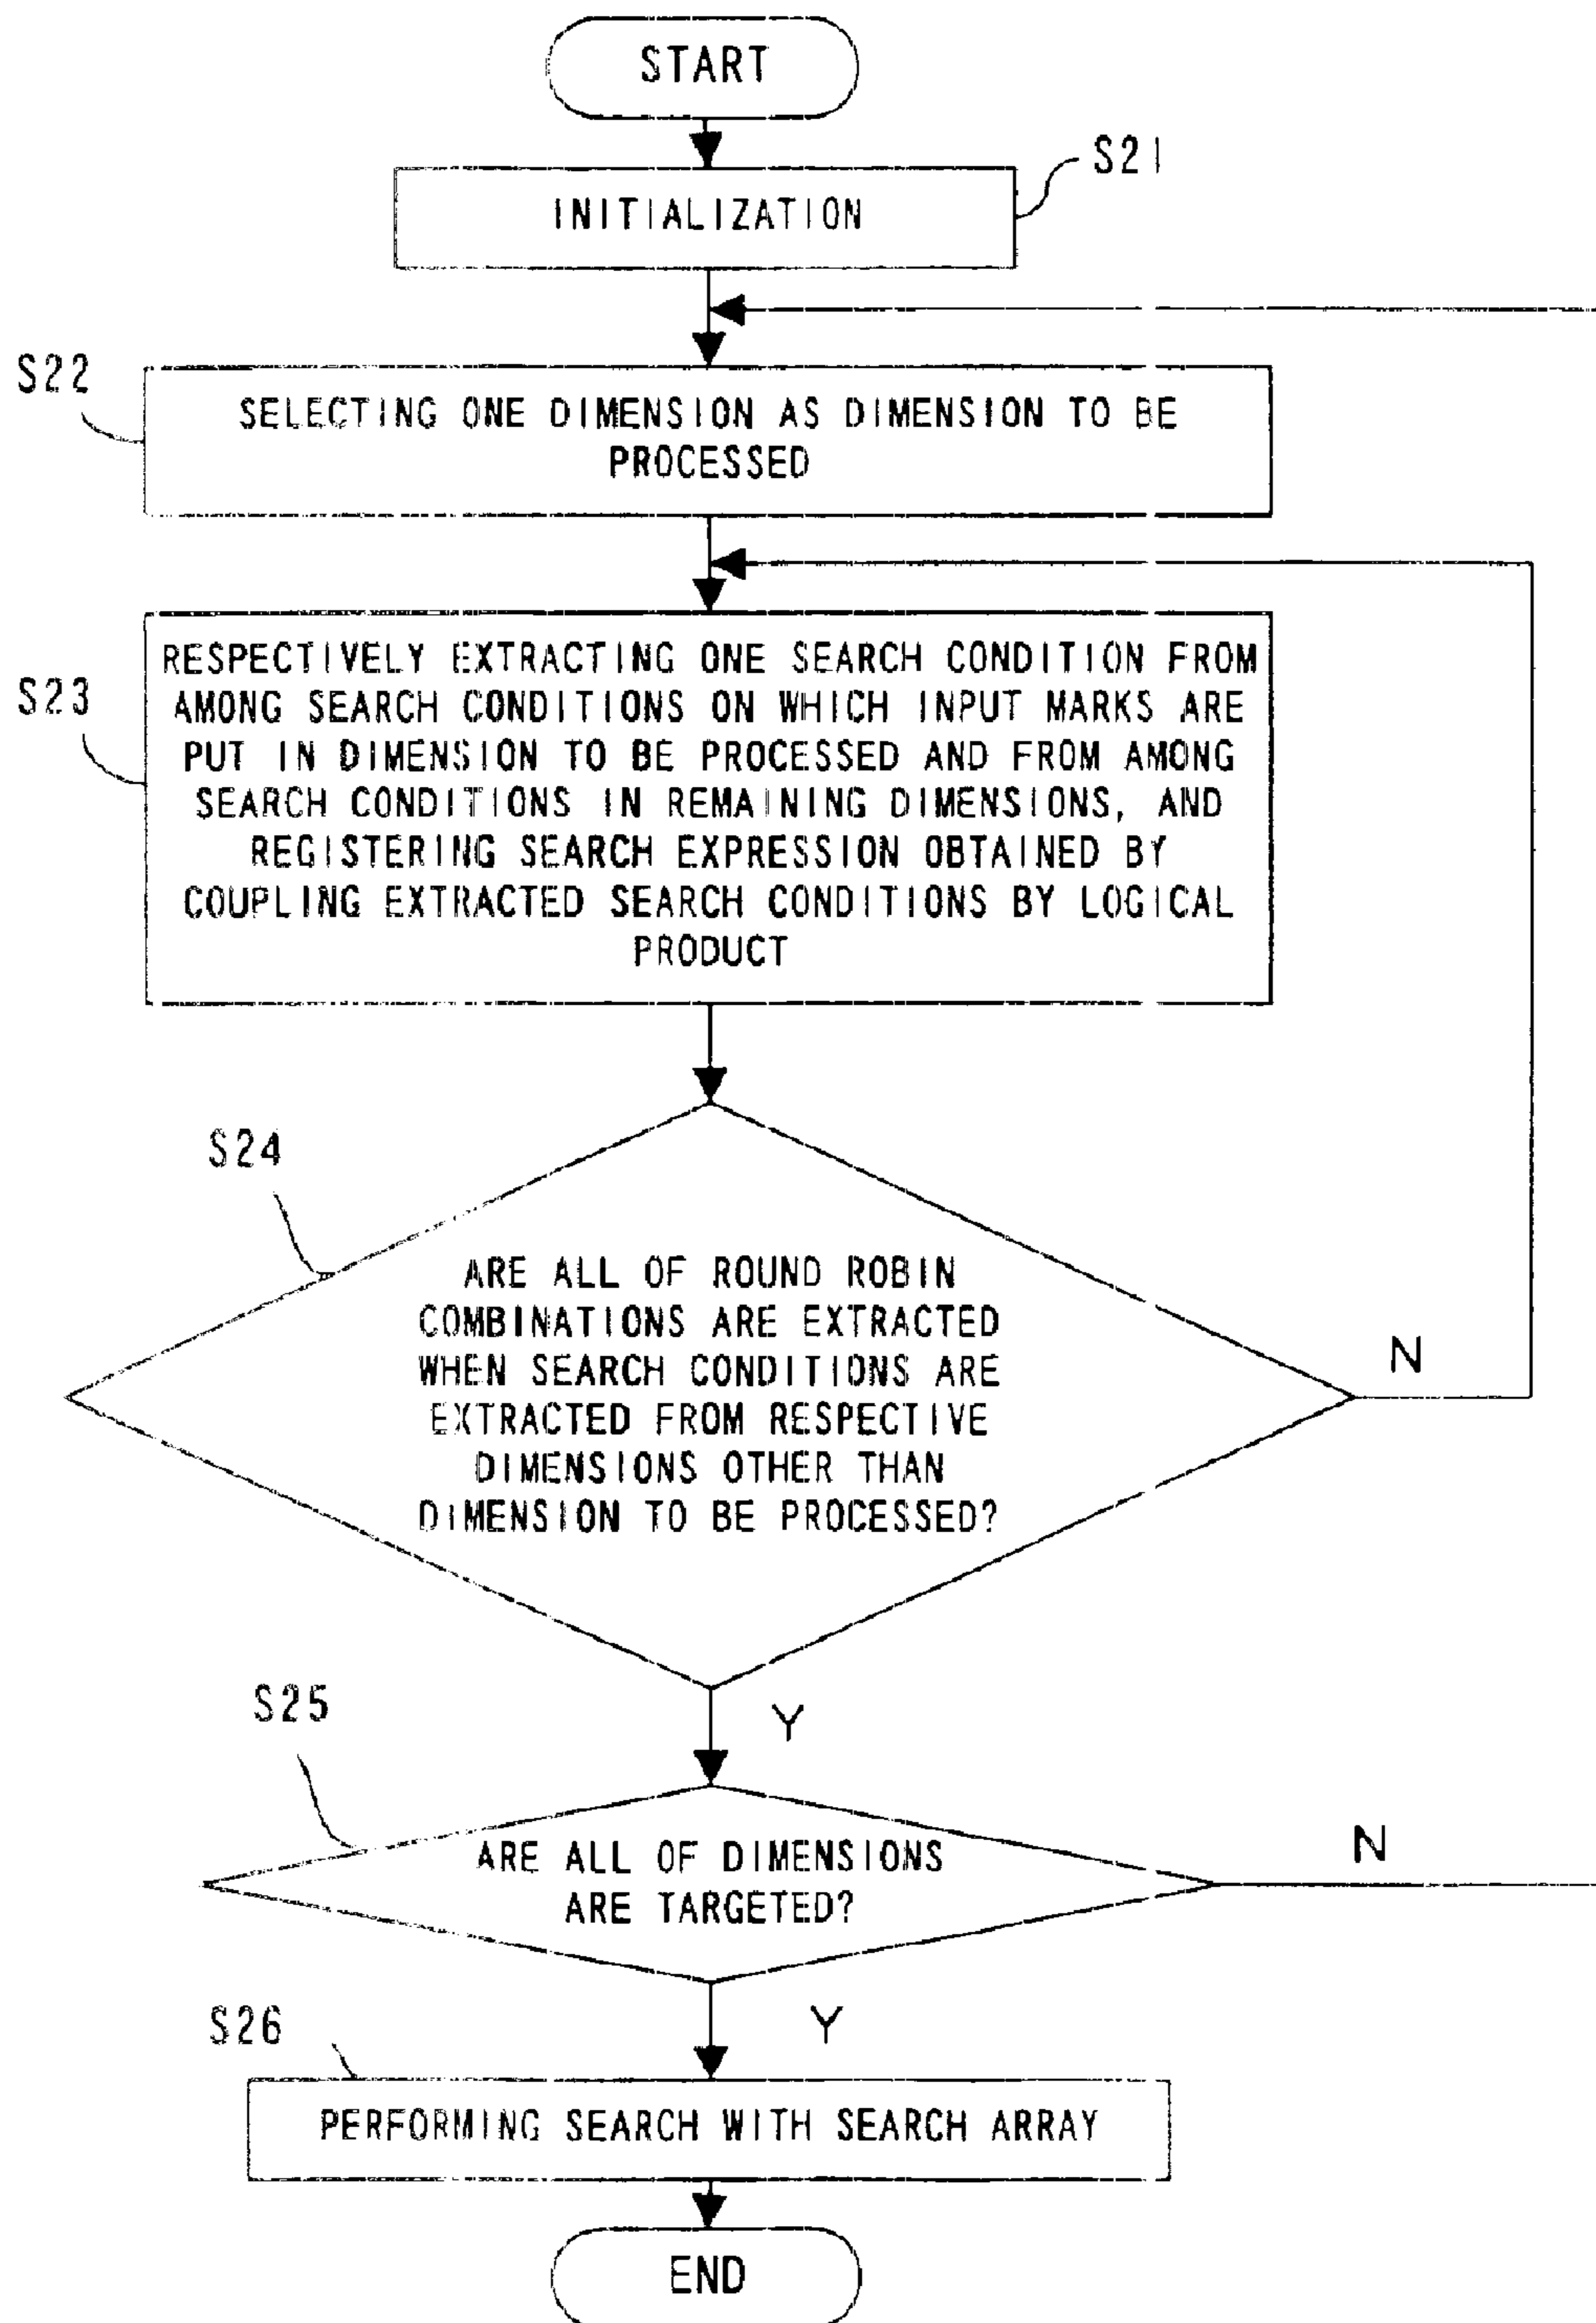 START
S21
INITIALIZATION
S22
SELECTING ONE DIMENSION AS DIMENSION TO BE
PROCESSED
S23
RESPECTIVELY EXTRACTING ONE SEARCH CONDITION FROM
AMONG SEARCH CONDITIONS ON WHICH INPUT MARKS ARE
PUT IN DIMENSION TO BE PROCESSED AND FROM AMONG
SEARCH CONDITIONS IN REMAINING DIMENSIONS, AND
REGISTERING SEARCH EXPRESSION OBTAINED BY
COUPLING EXTRACTED SEARCH CONDITIONS BY LOGICAL
PRODUCT
S24
ARE ALL OF ROUND ROBIN
COMBINATIONS ARE EXTRACTED
WHEN SEARCH CONDITIONS ARE
EXTRACTED FROM RESPECTIVE
DIMENSIONS OTHER THAN
DIMENSION TO BE PROCESSED?
N
Y
S25
ARE ALL OF DIMENSIONS
ARE TARGETED?
N
Y
S26
PERFORMING SEARCH WITH SEARCH ARRAY
END